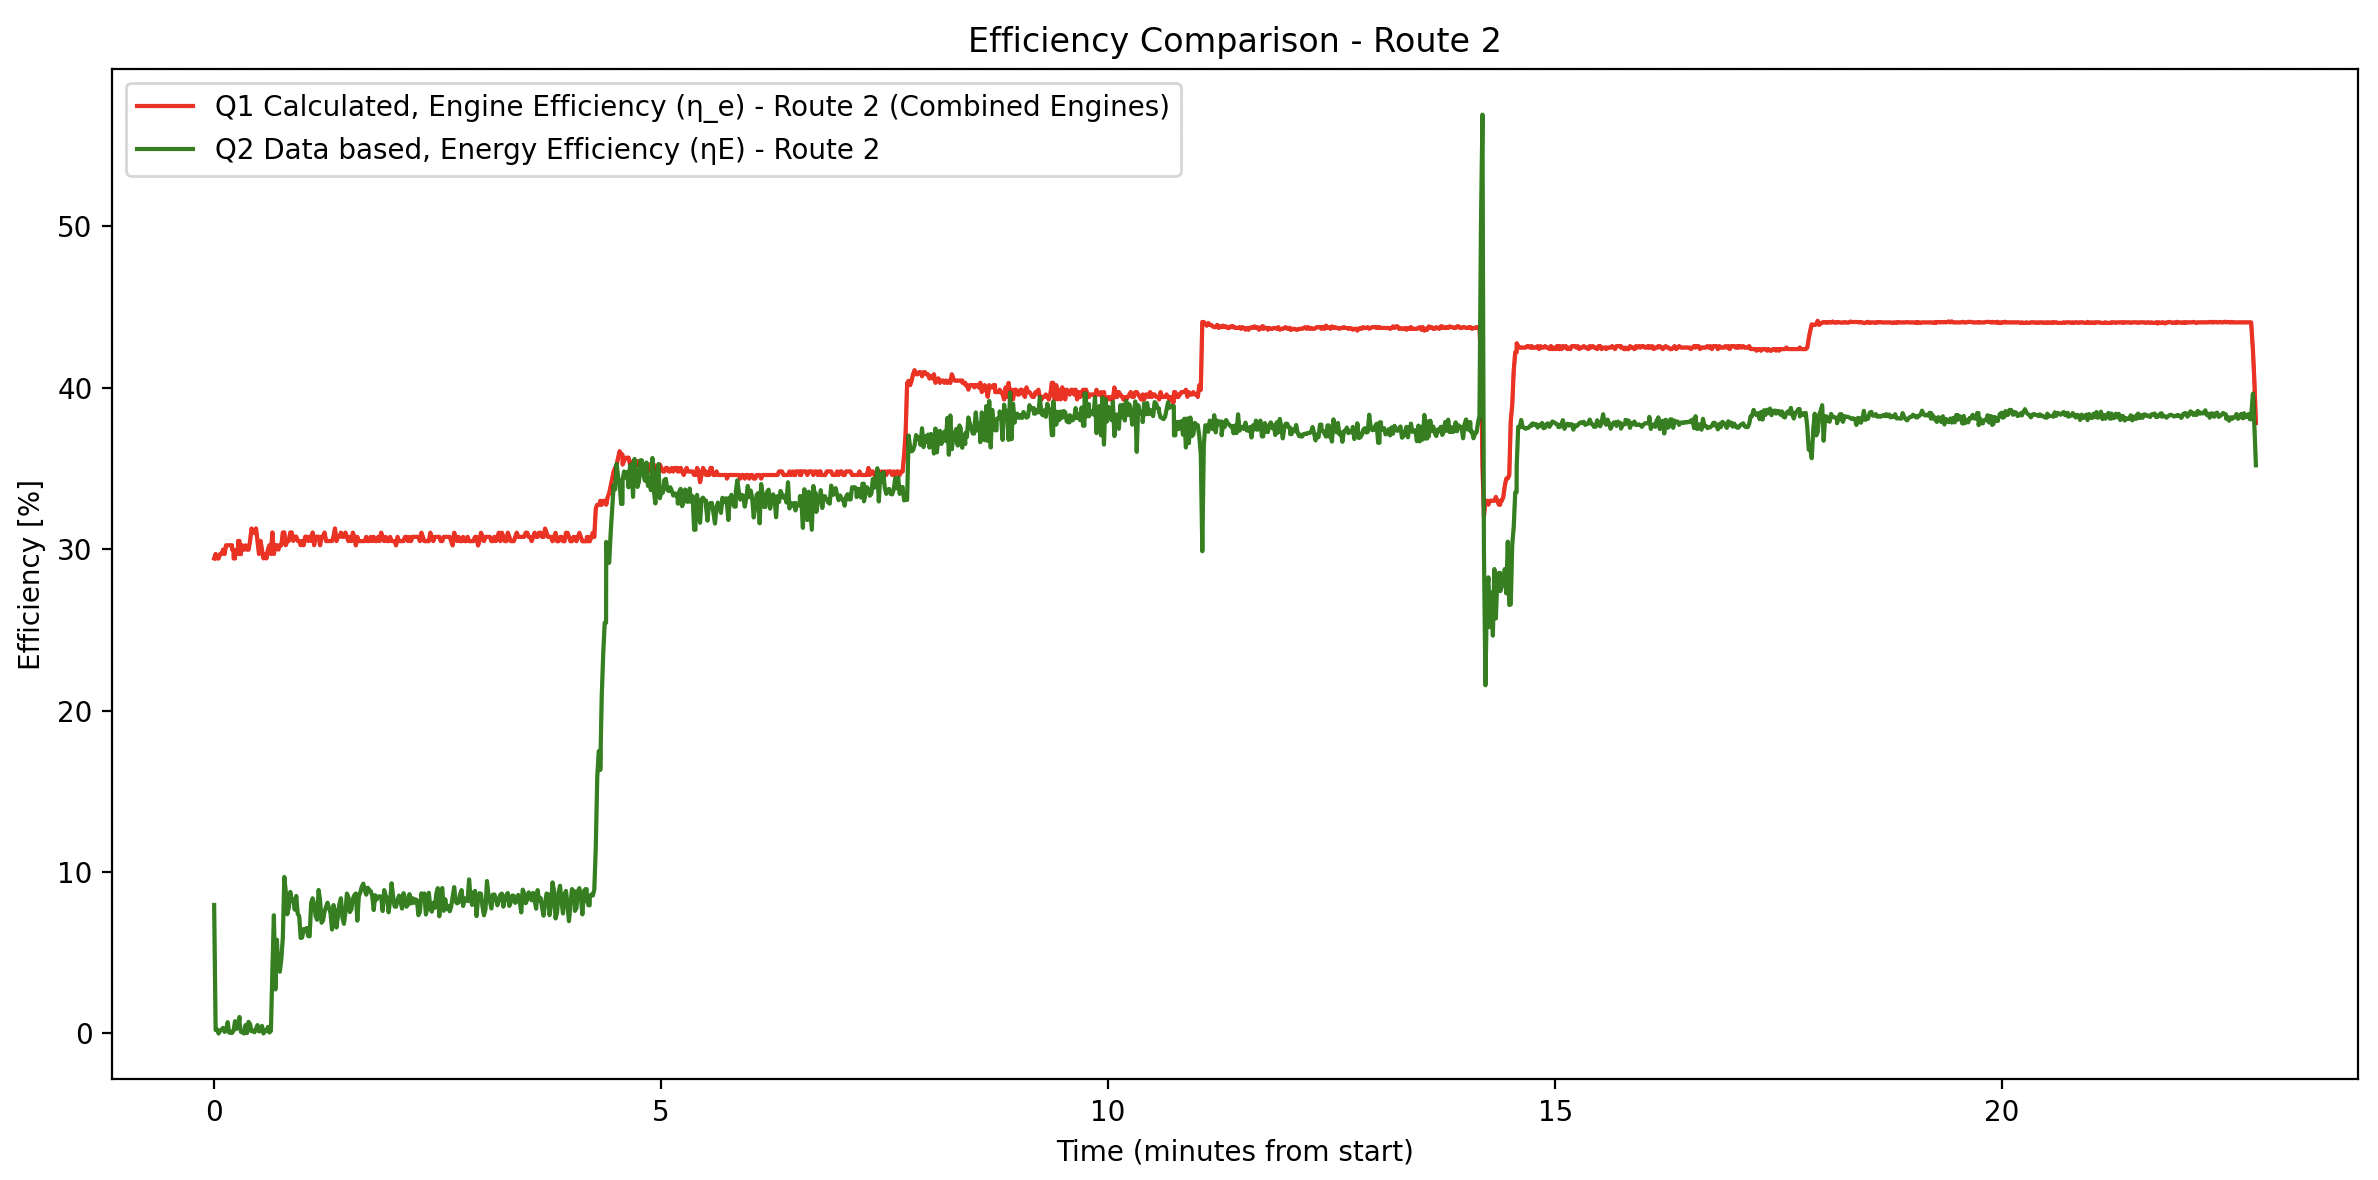 Efficiency Comparison - Route 2
Q1 Calculated, Engine Efficiency (η_e) - Route 2 (Combined Engines)
Q2 Data based, Energy Efficiency (ηE) - Route 2
Efficiency [%]
50
40
30
20
10
0
0 5 10 15 20
Time (minutes from start)